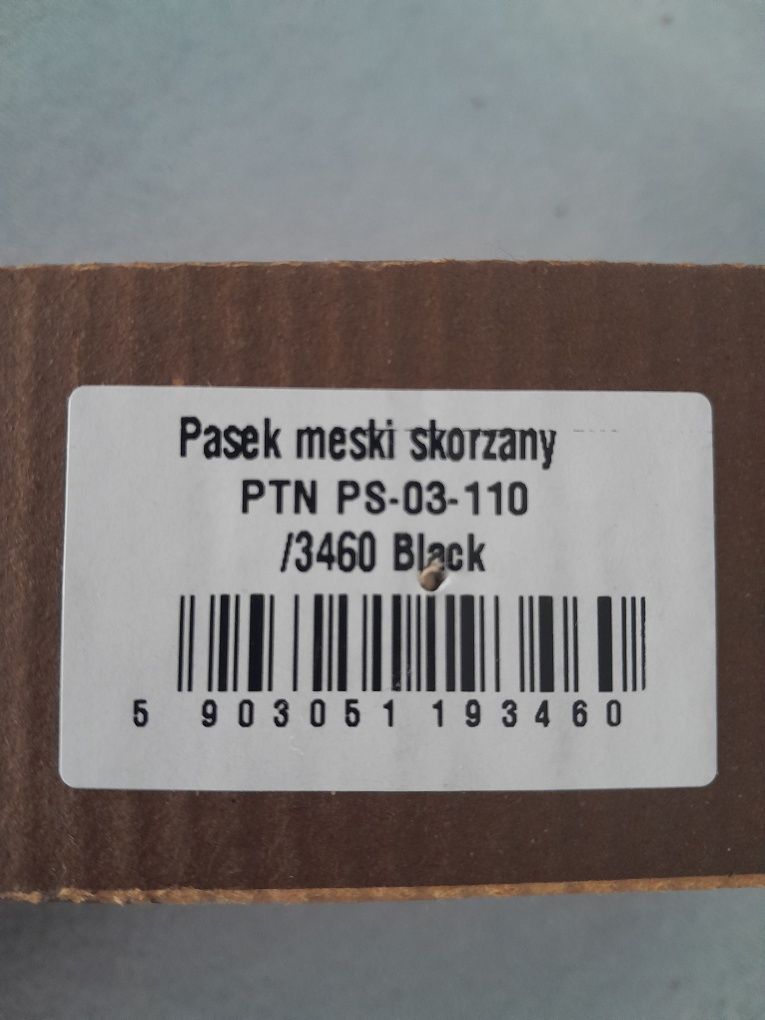 Pasek meski skorzany
PTN PS-03-110
/3460 Black
5 903051 193460